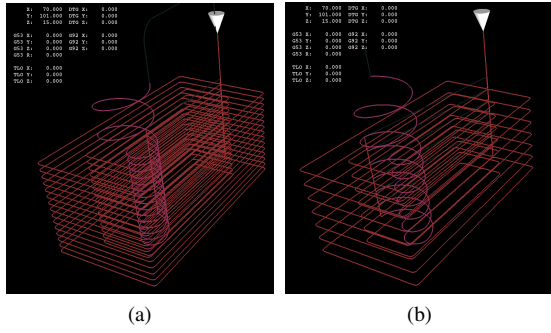 X: 70.000 DTG X: 0.000
Y: 101.000 DTG Y: 0.000
Z: 15.000 DTG Z: 0.000
G53 X: 0.000 G92 X: 0.000
G53 Y: 0.000 G92 Y: 0.000
G53 Z: 0.000 G92 Z: 0.000
G53 R: 0.000
TLO X: 0.000
TLO Y: 0.000
TLO Z: 0.000
(a)
X: 70.000 DTG X: 0.000
Y: 101.000 DTG Y: 0.000
Z: 15.000 DTG Z: 0.000
G53 X: 0.000 G92 X: 0.000
G53 Y: 0.000 G92 Y: 0.000
G53 Z: 0.000 G92 Z: 0.000
G53 R: 0.000
TLO X: 0.000
TLO Y: 0.000
TLO Z: 0.000
(b)